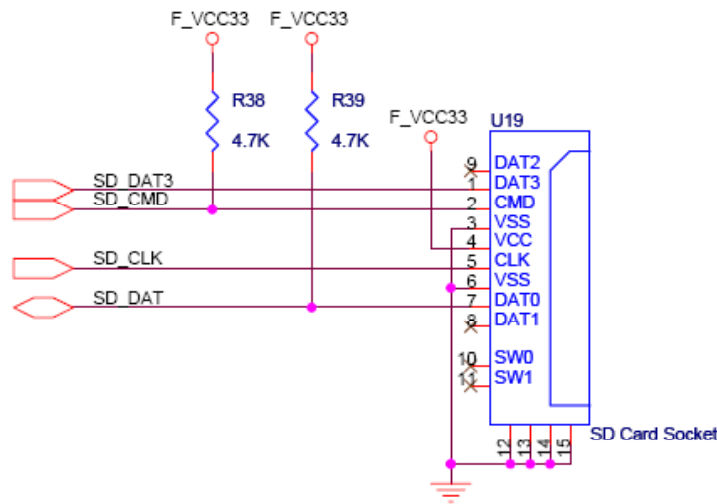 F_VCC33 F_VCC33
R38 R39
4.7K 4.7K
F_VCC33
U19
9 DAT2
SD_DAT3 1 DAT3
SD_CMD 2 CMD
3 VSS
4 VCC
SD_CLK 5 CLK
6 VSS
SD_DAT 7 DAT0
8 DAT1
10 SW0
11 SW1
SD Card Socket
12 13 14 15